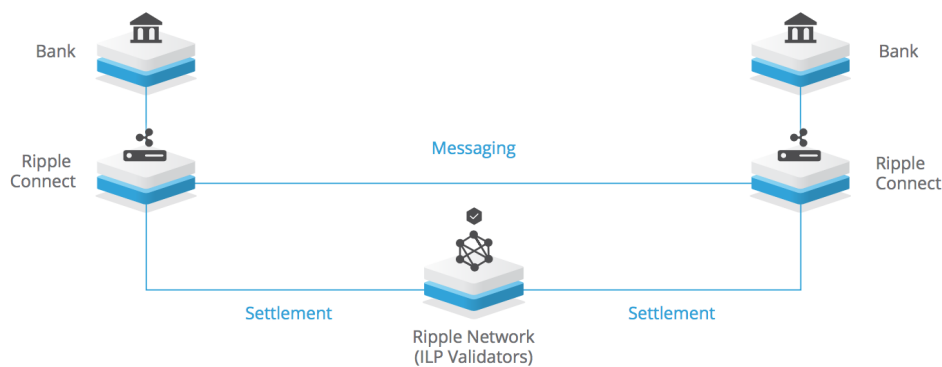 Bank
Bank
Ripple
Connect
Messaging
Ripple
Connect
Settlement
Settlement
Ripple Network
(ILP Validators)